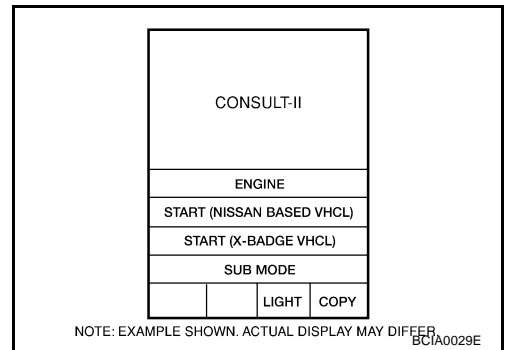 CONSULT-II
ENGINE
START (NISSAN BASED VHCL)
START (X-BADGE VHCL)
SUB MODE
LIGHT COPY
NOTE: EXAMPLE SHOWN. ACTUAL DISPLAY MAY DIFFER.
BCIA0029E